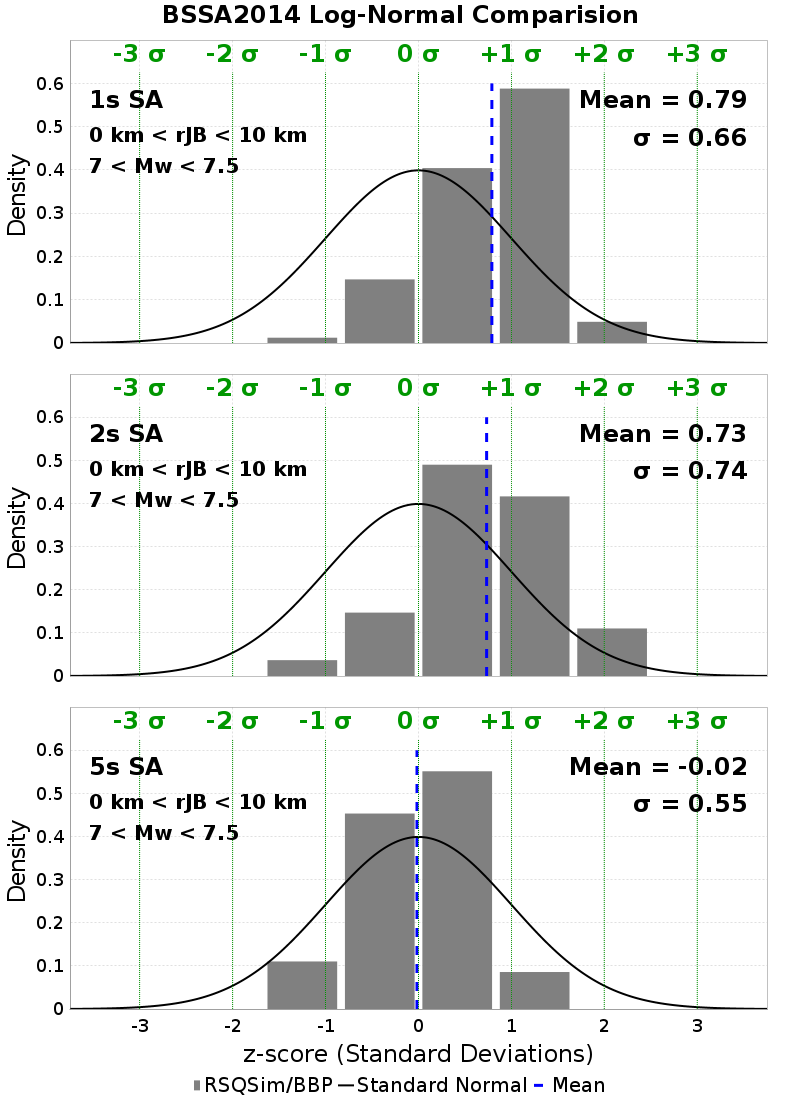 BSSA2014 Log-Normal Comparision
-3 σ -2 σ -1 σ 0 σ +1 σ +2 σ +3 σ
0.6
0.5
0.4
0.3
0.2
0.1
0
Density
1s SA
0 km < rJB < 10 km
7 < Mw < 7.5
Mean = 0.79
σ = 0.66
-3 σ -2 σ -1 σ 0 σ +1 σ +2 σ +3 σ
0.6
0.5
0.4
0.3
0.2
0.1
0
Density
2s SA
0 km < rJB < 10 km
7 < Mw < 7.5
Mean = 0.73
σ = 0.74
-3 σ -2 σ -1 σ 0 σ +1 σ +2 σ +3 σ
0.6
0.5
0.4
0.3
0.2
0.1
0
Density
5s SA
0 km < rJB < 10 km
7 < Mw < 7.5
Mean = -0.02
σ = 0.55
-3 -2 -1 0 1 2 3
z-score (Standard Deviations)
RSQSim/BBP Standard Normal Mean